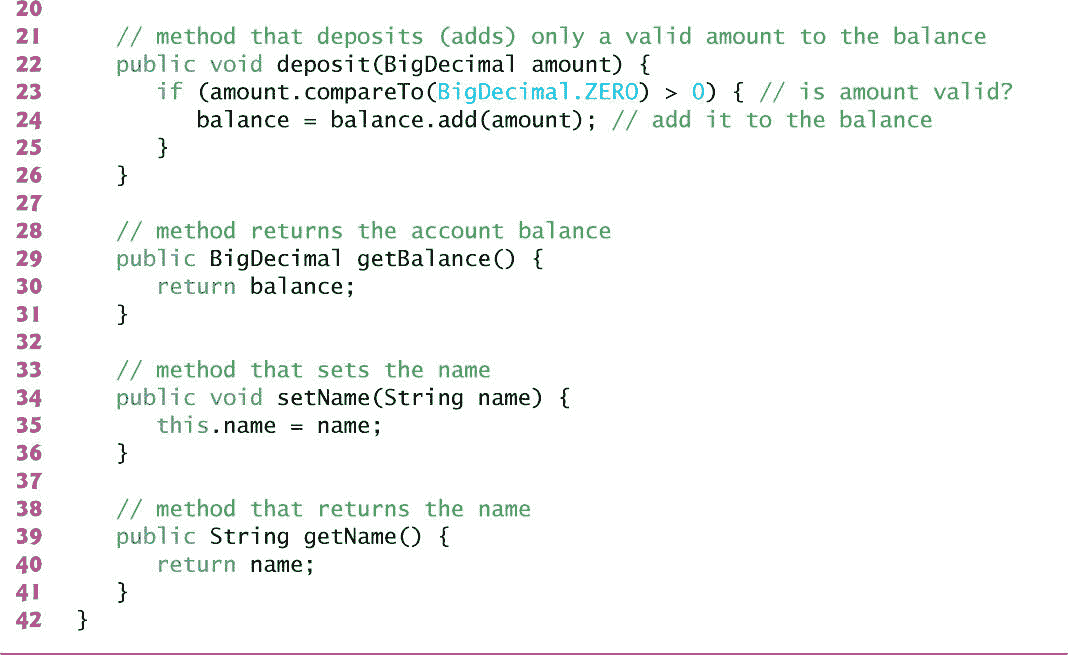 20
21 // method that deposits (adds) only a valid amount to the balance
22 public void deposit(BigDecimal amount) {
23 if (amount.compareTo(BigDecimal.ZERO) > 0) { // is amount valid?
24 balance = balance.add(amount); // add it to the balance
25 }
26 }
27
28 // method returns the account balance
29 public BigDecimal getBalance() {
30 return balance;
31 }
32
33 // method that sets the name
34 public void setName(String name) {
35 this.name = name;
36 }
37
38 // method that returns the name
39 public String getName() {
40 return name;
41 }
42 }